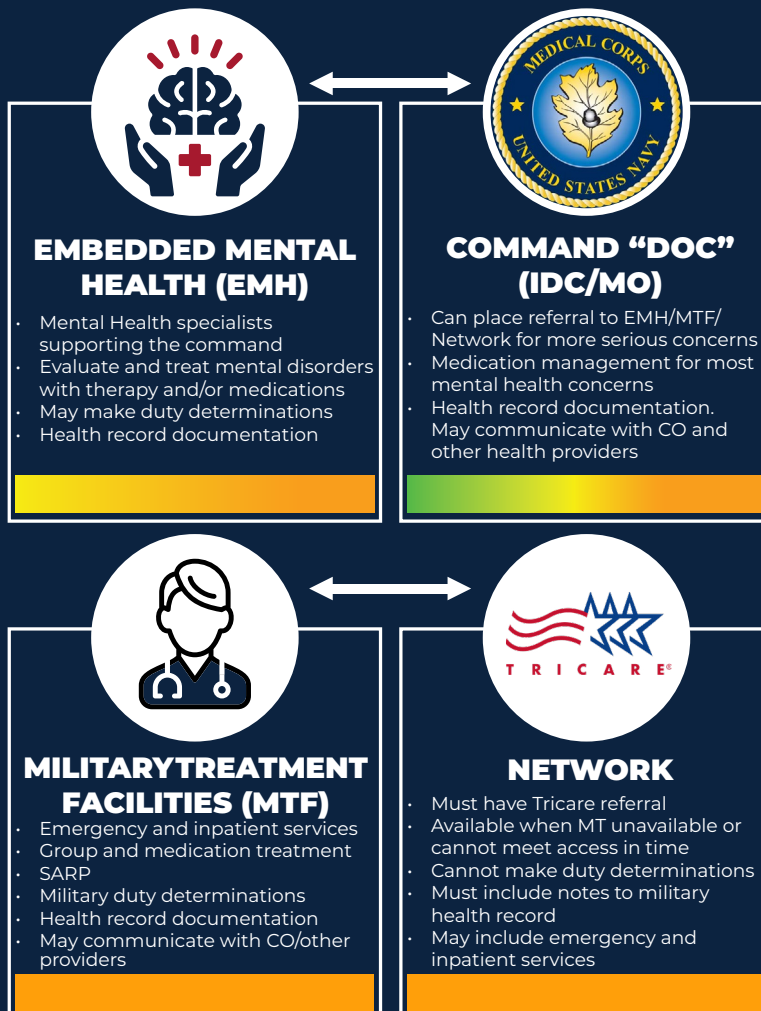 MEDICAL CORPS
UNITED STATES NAVY
EMBEDDED MENTAL
HEALTH (EMH)
• Mental Health specialists
supporting the command
• Evaluate and treat mental disorders
with therapy and/or medications
• May make duty determinations
• Health record documentation
COMMAND “DOC”
(IDC/MO)
• Can place referral to EMH/MTF/
Network for more serious concerns
• Medication management for most
mental health concerns
• Health record documentation.
May communicate with CO and
other health providers
MILITARYTREATMENT
FACILITIES (MTF)
• Emergency and inpatient services
• Group and medication treatment
• SARP
• Military duty determinations
• Health record documentation
• May communicate with CO/other
providers
TRICARE®
NETWORK
• Must have Tricare referral
• Available when MT unavailable or
cannot meet access in time
• Cannot make duty determinations
• Must include notes to military
health record
• May include emergency and
inpatient services